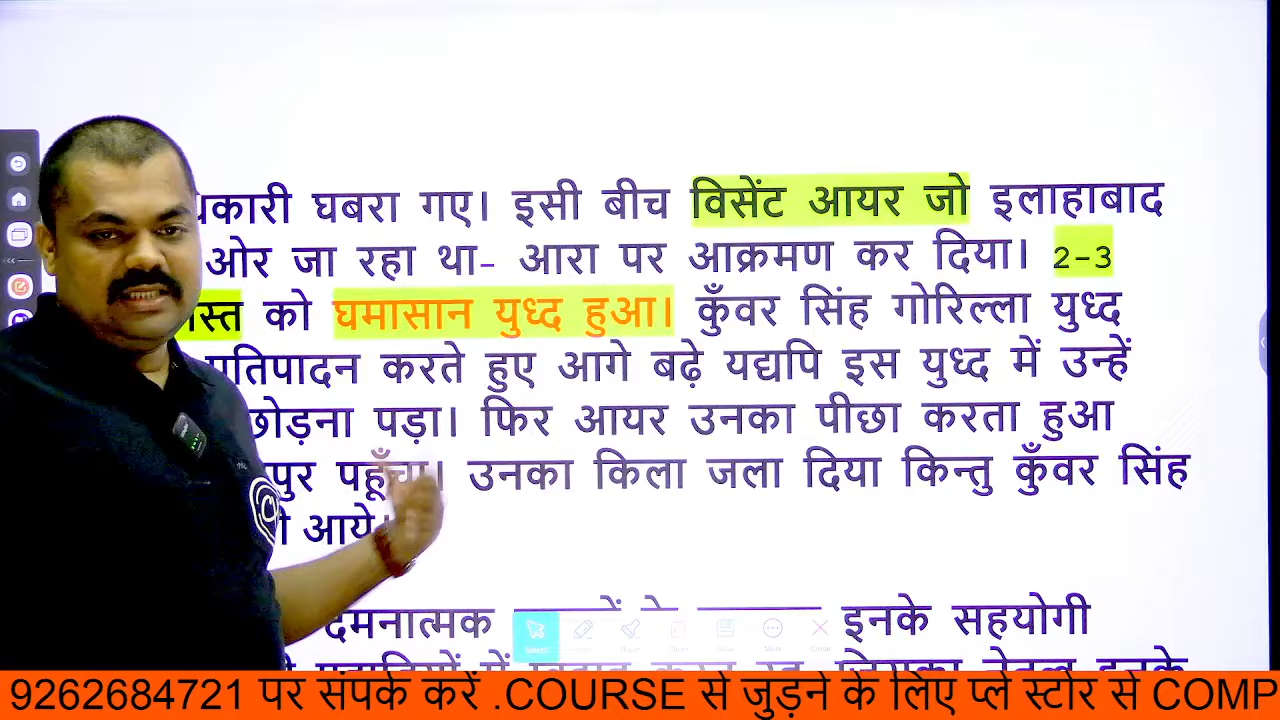 घबरा गए। इसी बीच विसेंट आयर जो इलाहाबाद
ओर जा रहा था- आरा पर आक्रमण कर दिया। 2-3
को घमासान युध्द हुआ। कुँवर सिंह गोरिल्ला युध्द
करते हुए आगे बढ़े यद्यपि इस युध्द में उन्हें
छोड़ना पड़ा। फिर आयर उनका पीछा करता हुआ
पुर पहुँचा। उनका किला जला दिया किन्तु कुँवर सिंह
आये।
दमनात्मक इनके सहयोगी
9262684721 पर संपर्क करें .COURSE से जुड़ने के लिए प्ले स्टोर से COMP